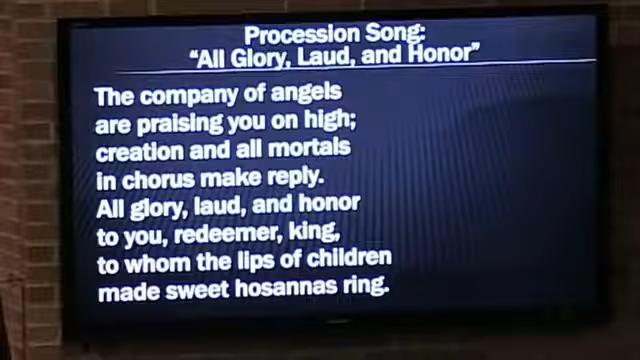 Procession Song:
“All Glory, Laud, and Honor”
The company of angels
are praising you on high;
creation and all mortals
in chorus make reply.
All glory, laud, and honor
to you, redeemer, king,
to whom the lips of children
made sweet hosannas ring.